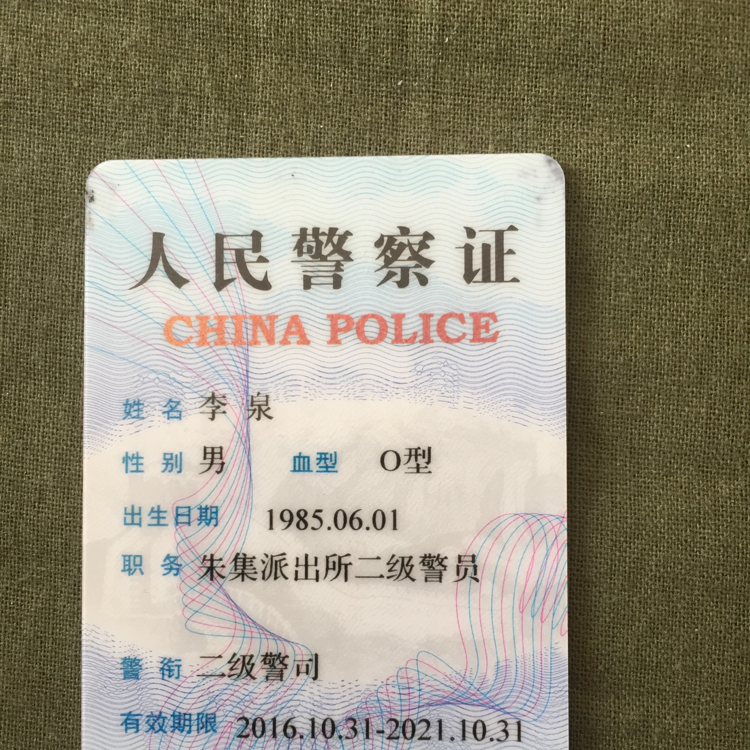 人民警察证
CHINA POLICE
姓名 李泉
性别 男 血型 O型
出生日期 1985.06.01
职务 朱集派出所二级警员
警衔 二级警司
有效期限 2016.10.31-2021.10.31